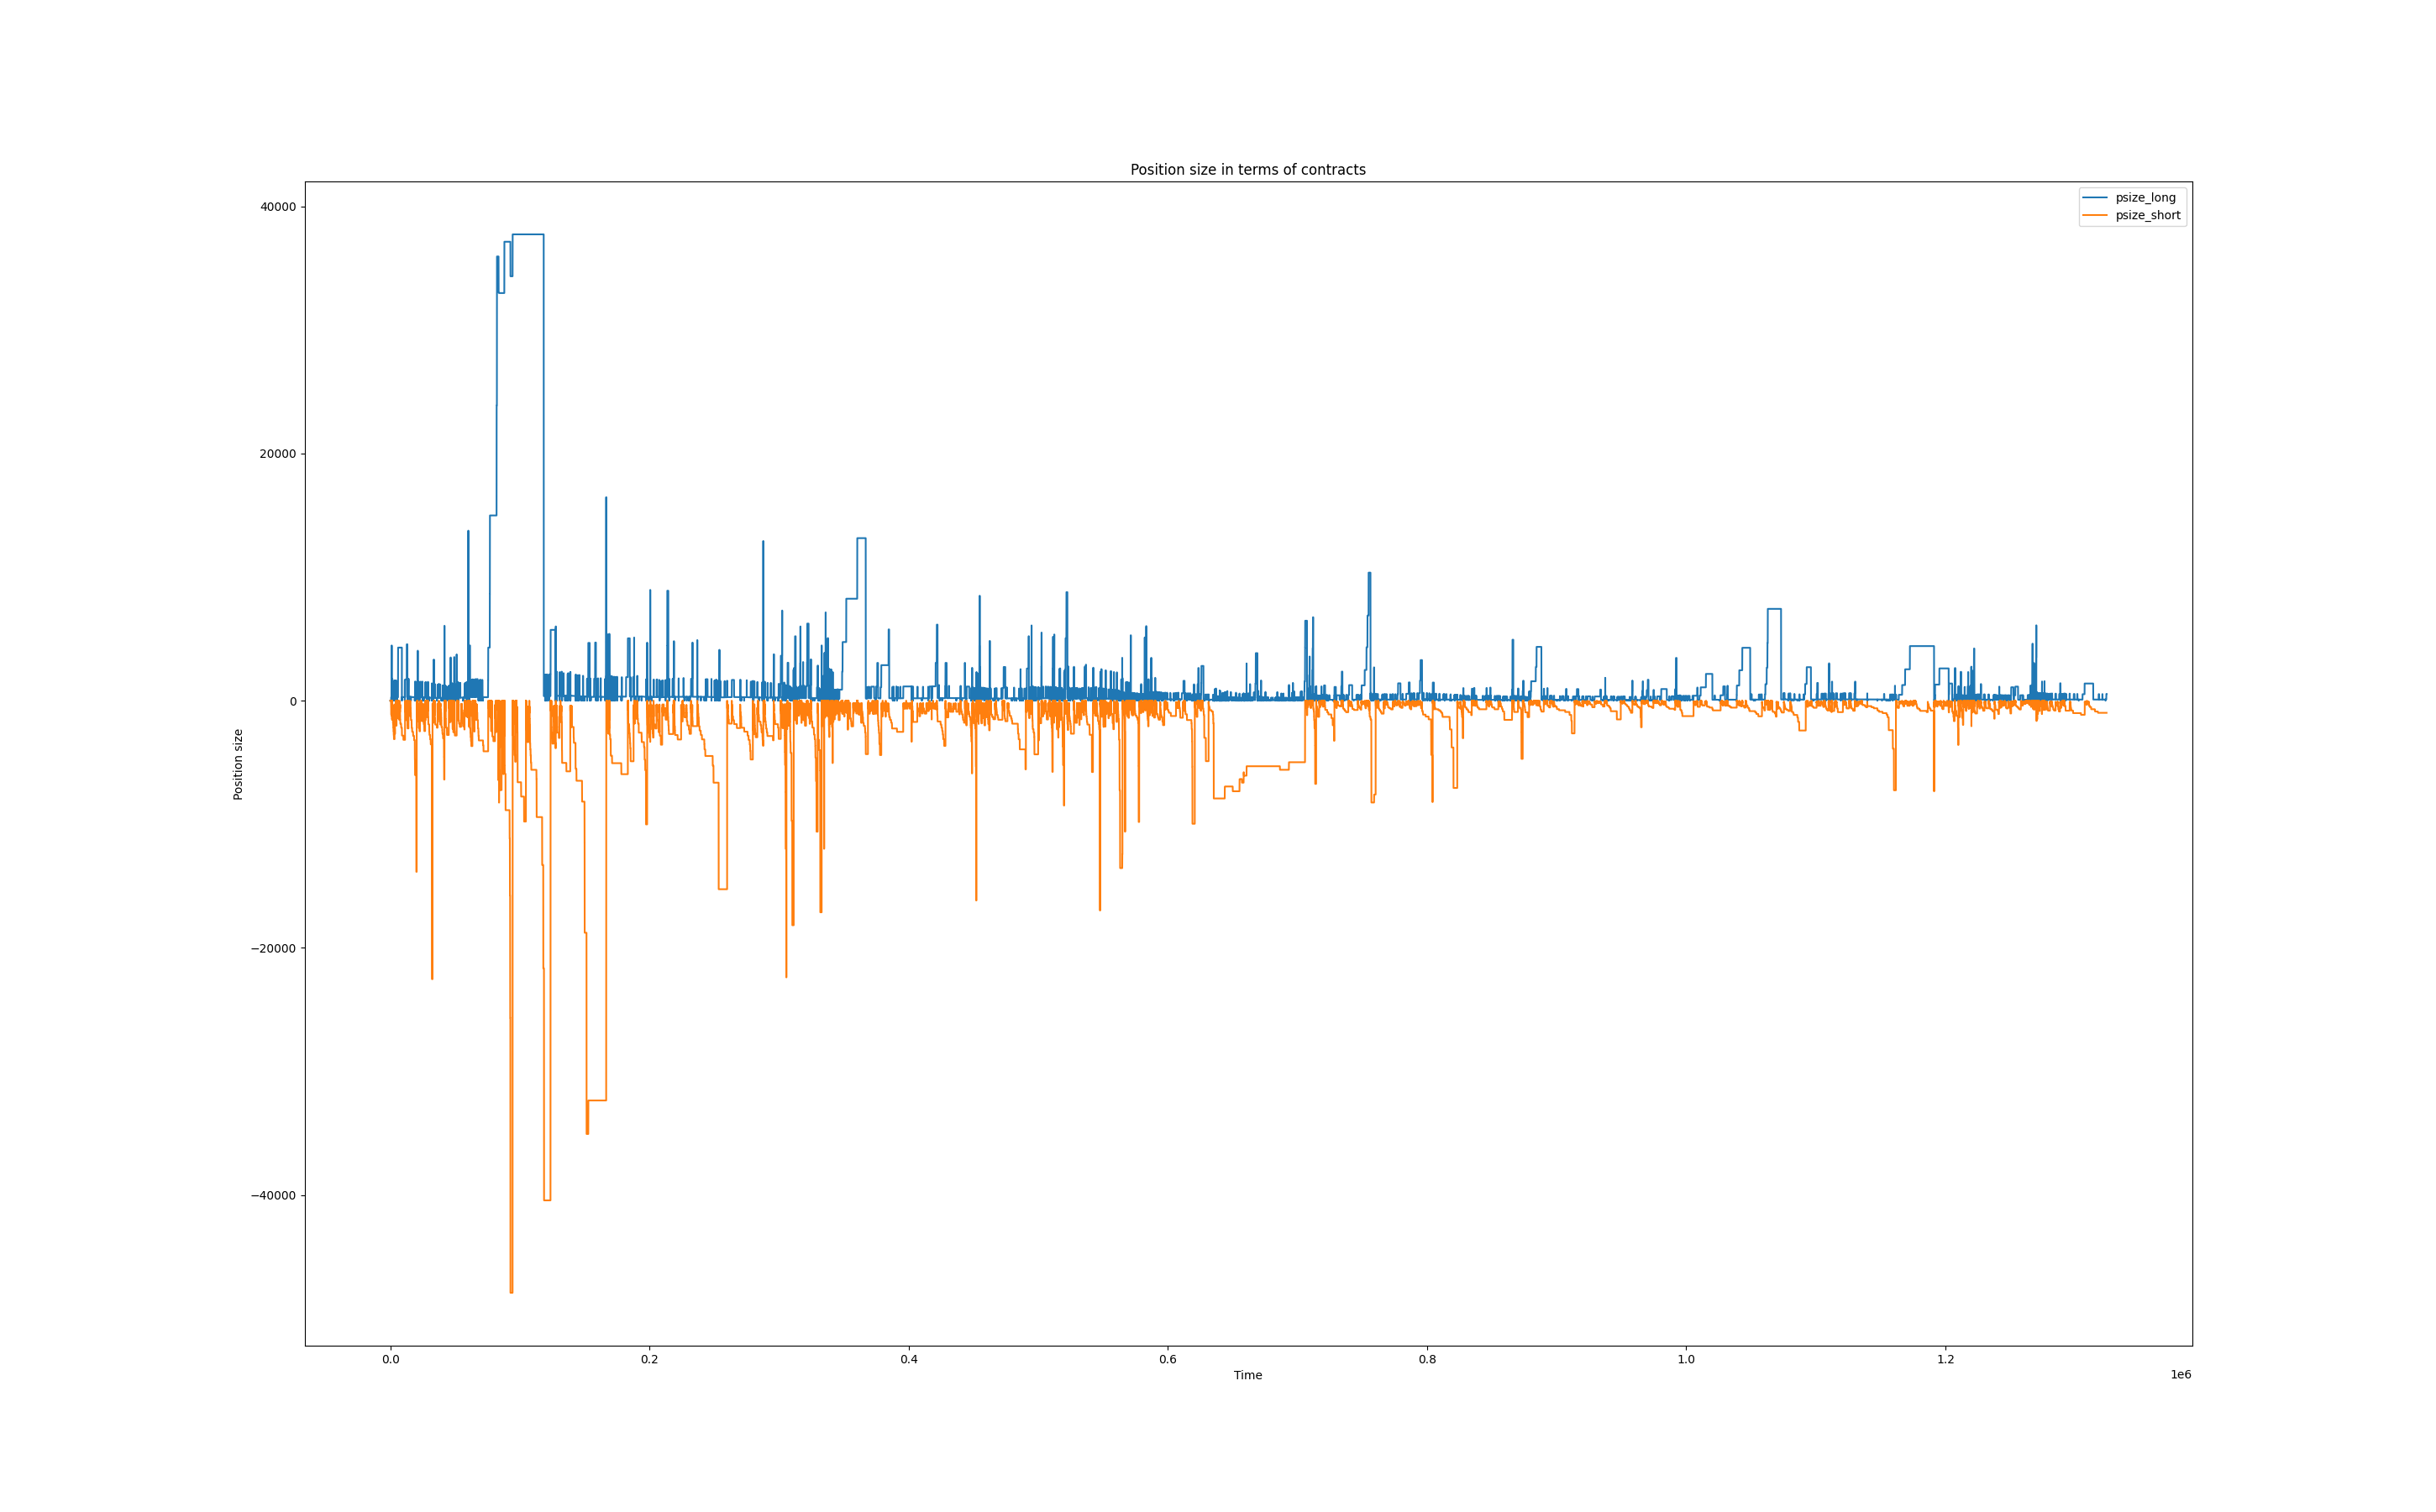 Position size in terms of contracts
psize_long
psize_short
40000
20000
0
−20000
−40000
Position size
0.0
0.2
0.4
0.6
0.8
1.0
1.2
Time
1e6